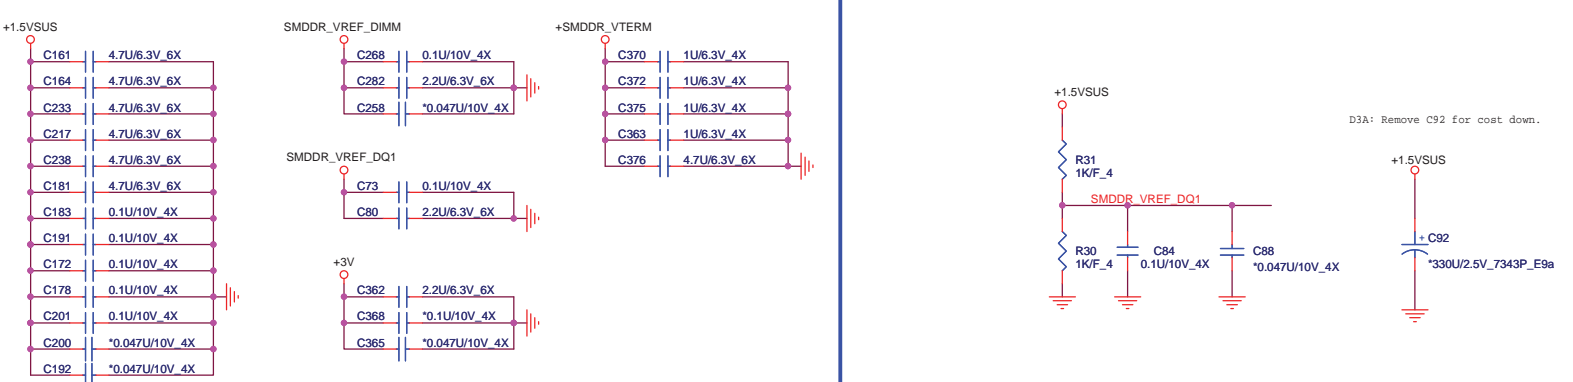 +1.5VSUS
C161 4.7U/6.3V_6X
C164 4.7U/6.3V_6X
C233 4.7U/6.3V_6X
C217 4.7U/6.3V_6X
C238 4.7U/6.3V_6X
C181 4.7U/6.3V_6X
C183 0.1U/10V_4X
C191 0.1U/10V_4X
C172 0.1U/10V_4X
C178 0.1U/10V_4X
C201 0.1U/10V_4X
C200 *0.047U/10V_4X
C192 *0.047U/10V_4X
SMDDR_VREF_DIMM
C268 0.1U/10V_4X
C282 2.2U/6.3V_6X
C258 *0.047U/10V_4X
SMDDR_VREF_DQ1
C73 0.1U/10V_4X
C80 2.2U/6.3V_6X
+3V
C362 2.2U/6.3V_6X
C368 *0.1U/10V_4X
C365 *0.047U/10V_4X
+SMDDR_VTERM
C370 1U/6.3V_4X
C372 1U/6.3V_4X
C375 1U/6.3V_4X
C363 1U/6.3V_4X
C376 4.7U/6.3V_6X
+1.5VSUS
R31
1K/F_4
SMDDR_VREF_DQ1
R30
1K/F_4
C84
0.1U/10V_4X
C88
*0.047U/10V_4X
D3A: Remove C92 for cost down.
+1.5VSUS
+ C92
*330U/2.5V_7343P_E9a